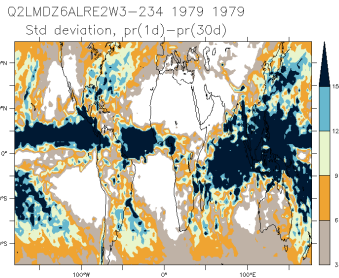 Q2LMDZ6ALRE2W3-234 1979 1979
Std deviation, pr(1d)-pr(30d)
15
12
9
6
3
0°
100°W
0°
100°E